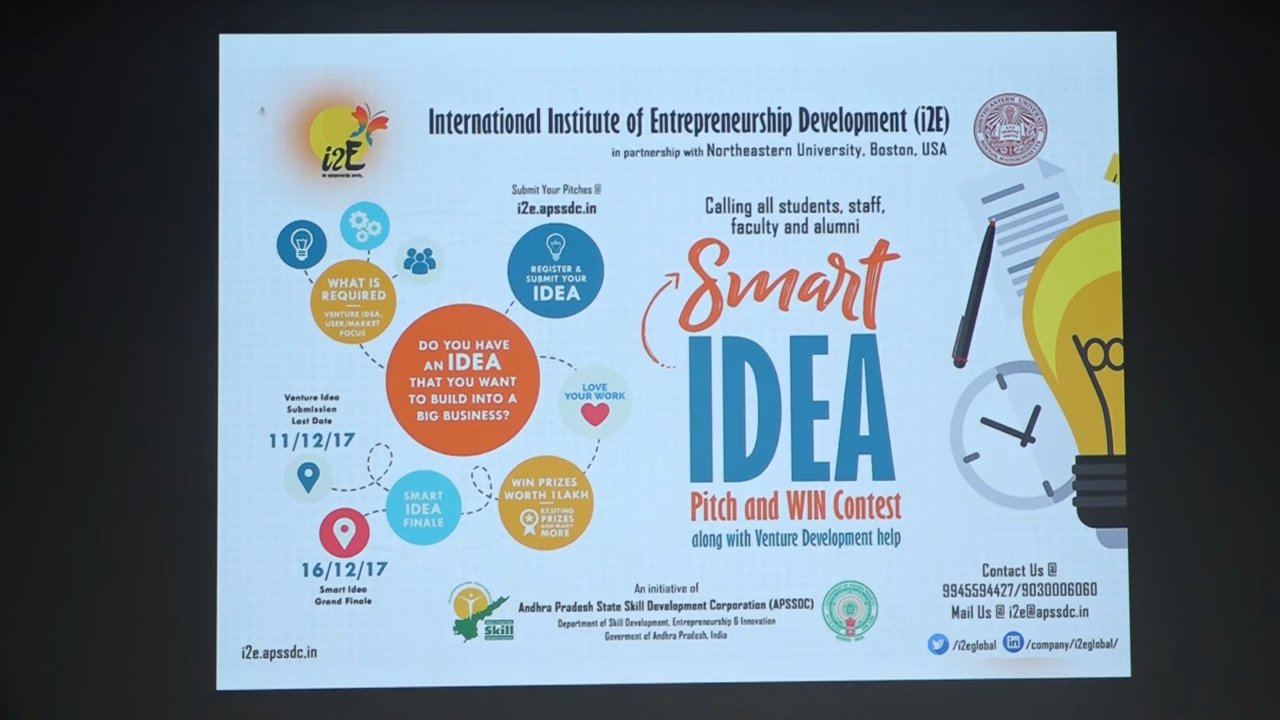 i2E
International Institute of Entrepreneurship Development (i2E)
in partnership with Northeastern University, Boston, USA
Submit Your Pitches @
i2e.apssdc.in
REGISTER &
SUBMIT YOUR
IDEA
WHAT IS
REQUIRED
VENTURE IDEA,
USER/MARKET
FOCUS
DO YOU HAVE
AN IDEA
THAT YOU WANT
TO BUILD INTO A
BIG BUSINESS?
LOVE
YOUR WORK
Venture Idea
Submission
Last Date
11/12/17
SMART
IDEA
FINALE
WIN PRIZES
WORTH 1 LAKH
EXSITING
PRIZES
AND MANY
MORE
16/12/17
Smart Idea
Grand Finale
Calling all students, staff,
faculty and alumni
Smart
IDEA
Pitch and WIN Contest
along with Venture Development help
An initiative of
Andhra Pradesh State Skill Development Corporation (APSSDC)
Department of Skill Development, Entrepreneurship & Innovation
Goverment of Andhra Pradesh, India
Skill
Contact Us @
9945594427/9030006060
Mail Us @ i2e@apssdc.in
/i2eglobal
in /company/i2eglobal/
i2e.apssdc.in